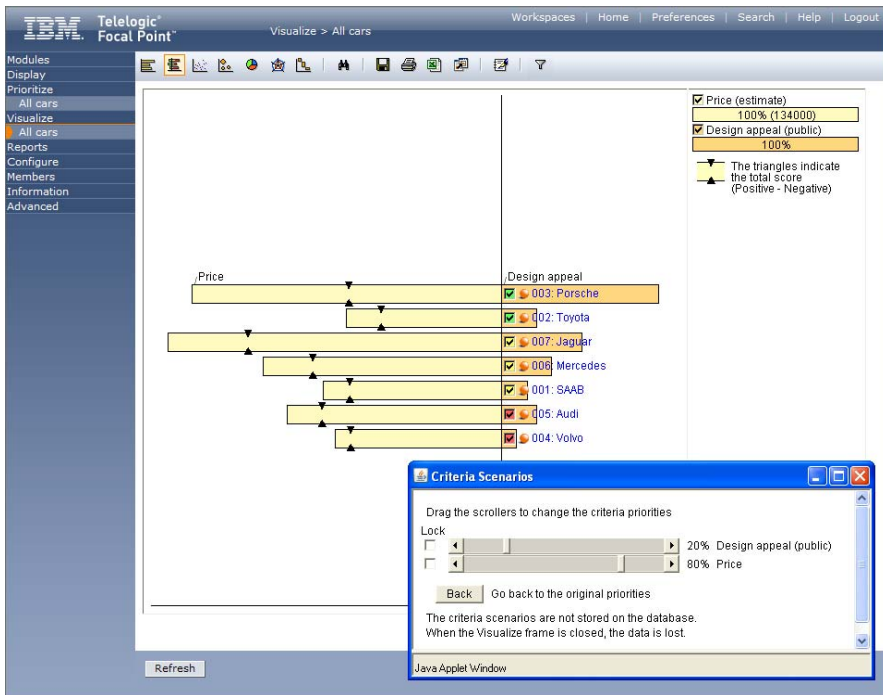 IBM. Telelogic® Focal Point™
Visualize > All cars
Workspaces | Home | Preferences | Search | Help | Logout
Modules
Display
Prioritize
All cars
Visualize
All cars
Reports
Configure
Members
Information
Advanced
Price (estimate)
100% (134000)
Design appeal (public)
100%
The triangles indicate
the total score
(Positive - Negative)
Price
Design appeal
003: Porsche
002: Toyota
007: Jaguar
006: Mercedes
001: SAAB
005: Audi
004: Volvo
Criteria Scenarios
Drag the scrollers to change the criteria priorities
Lock
20% Design appeal (public)
80% Price
Back Go back to the original priorities
The criteria scenarios are not stored on the database.
When the Visualize frame is closed, the data is lost.
Java Applet Window
Refresh